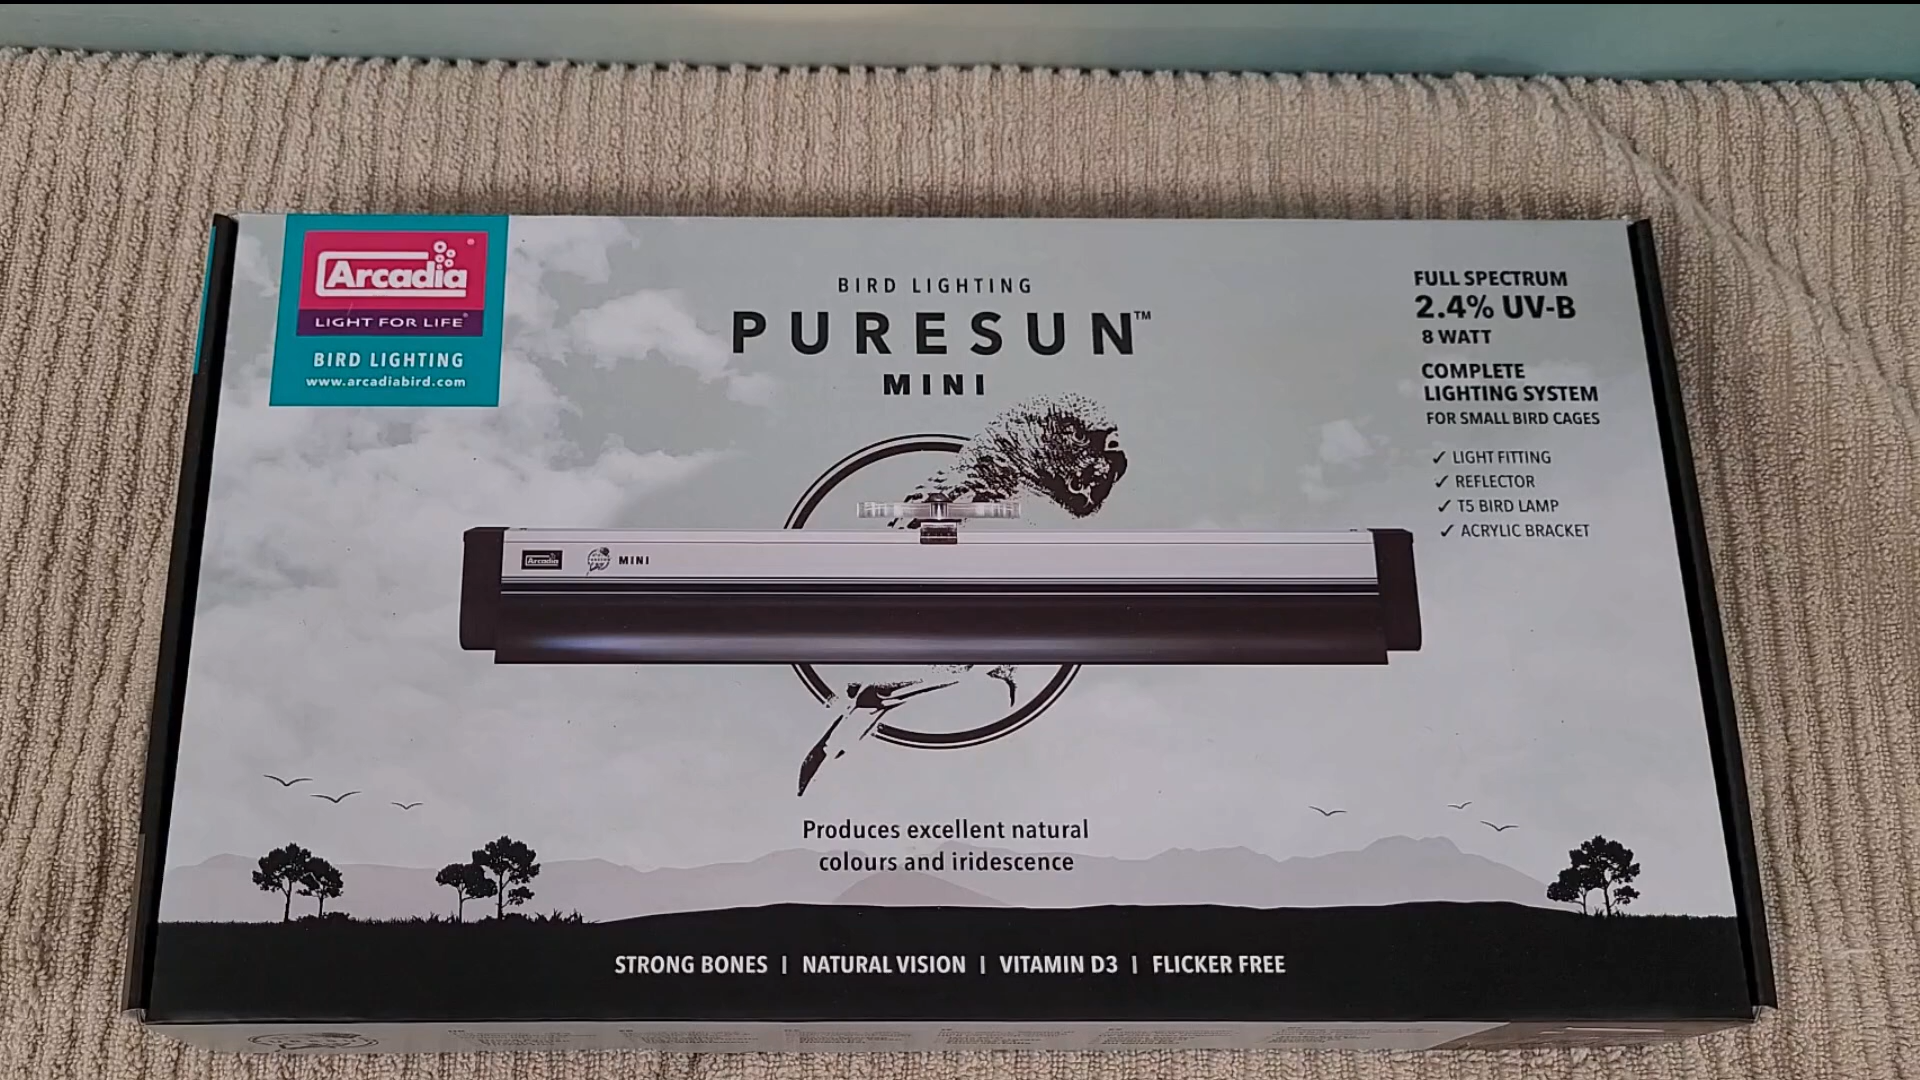 Arcadia
LIGHT FOR LIFE
BIRD LIGHTING
www.arcadiabird.com
BIRD LIGHTING
PURESUN™
MINI
FULL SPECTRUM
2.4% UV-B
8 WATT
COMPLETE
LIGHTING SYSTEM
FOR SMALL BIRD CAGES
✓ LIGHT FITTING
✓ REFLECTOR
✓ T5 BIRD LAMP
✓ ACRYLIC BRACKET
Arcadia MINI
Produces excellent natural
colours and iridescence
STRONG BONES | NATURAL VISION | VITAMIN D3 | FLICKER FREE